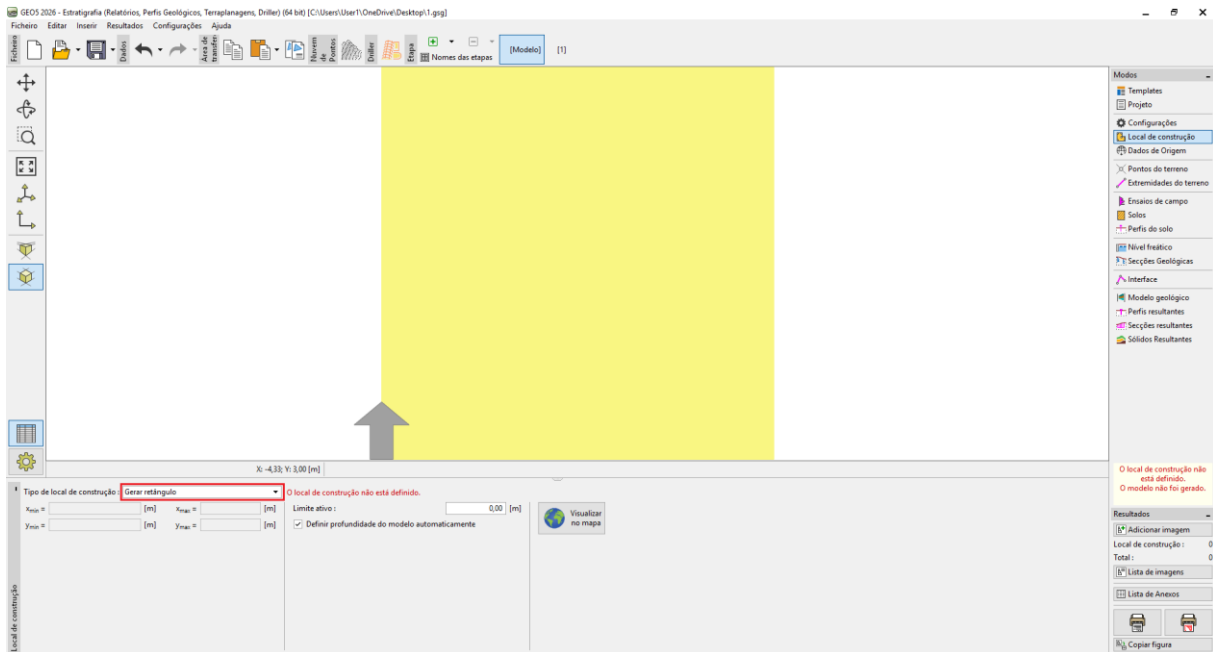 GEO5 2026 - Estratigrafia (Relatórios, Perfis Geológicos, Terraplanagens, Driller) (64 bit) [C:\Users\User1\OneDrive\Desktop\1.gsg]
Ficheiro Editar Inserir Resultados Configurações Ajuda
Ficheiro
Dados
Área de transferên
Nuvem de Pontos
Driller
Etapa
Nomes das etapas
[Modelo] [1]
Modos
Templates
Projeto
Configurações
Local de construção
Dados de Origem
Pontos do terreno
Extremidades do terreno
Ensaios de campo
Solos
Perfis do solo
Nível freático
Secções Geológicas
Interface
Modelo geológico
Perfis resultantes
Secções resultantes
Sólidos Resultantes
X: -4,33; Y: 3,00 [m]
O local de construção não
está definido.
O modelo não foi gerado.
Local de construção
Tipo de local de construção : Gerar retângulo
O local de construção não está definido.
xmin = [m] xmax = [m]
ymin = [m] ymax = [m]
Limite ativo : 0,00 [m]
Definir profundidade do modelo automaticamente
Visualizar
no mapa
Resultados
Adicionar imagem
Local de construção : 0
Total : 0
Lista de imagens
Lista de Anexos
Copiar figura